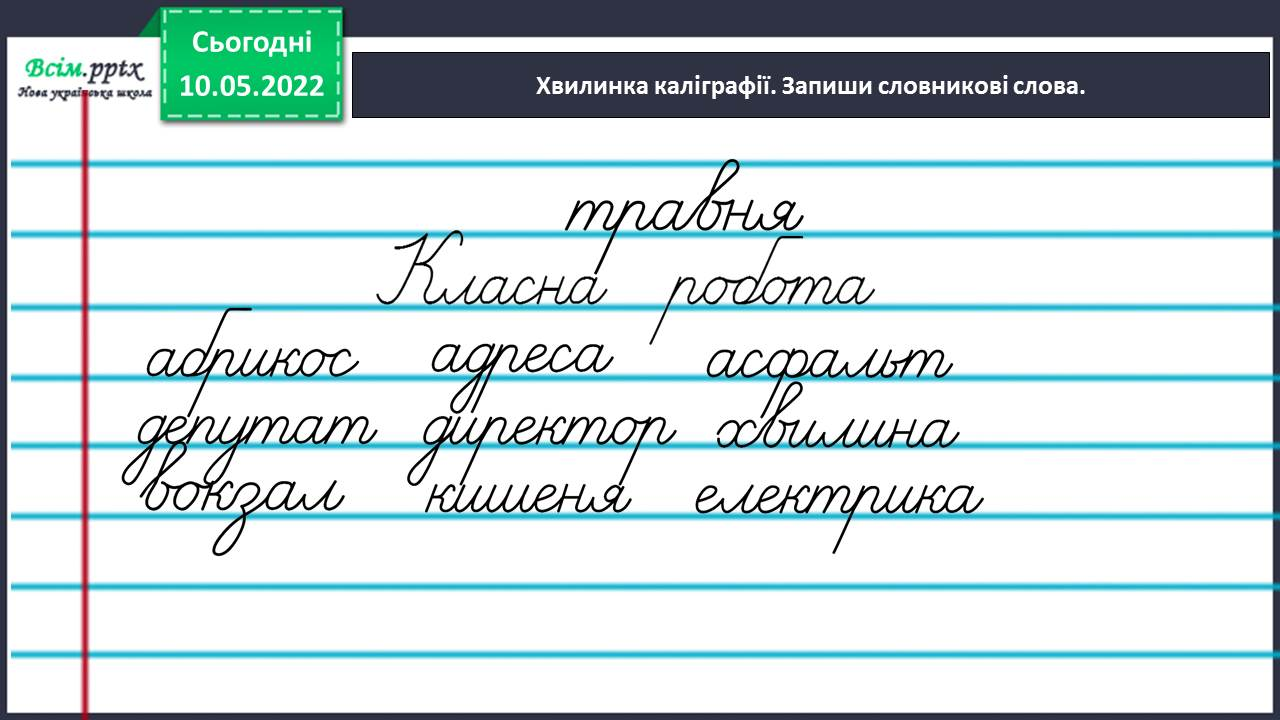 Всім.pptx
Нова українська школа
Сьогодні
10.05.2022
Хвилинка каліграфії. Запиши словникові слова.
травня
Класна робота
абрикос адреса асфальт
депутат директор хвилина
вокзал кишеня електрика